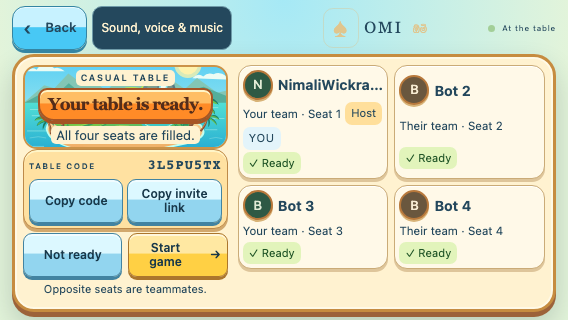 Back
Sound, voice & music
OMI
At the table
CASUAL TABLE
Your table is ready.
All four seats are filled.
TABLE CODE
3L5PU5TX
Copy code
Copy invite
link
Not ready
Start
game
Opposite seats are teammates.
N
NimaliWickra...
Your team · Seat 1
Host
YOU
✓ Ready
B
Bot 2
Their team · Seat 2
✓ Ready
B
Bot 3
Your team · Seat 3
✓ Ready
B
Bot 4
Their team · Seat 4
✓ Ready